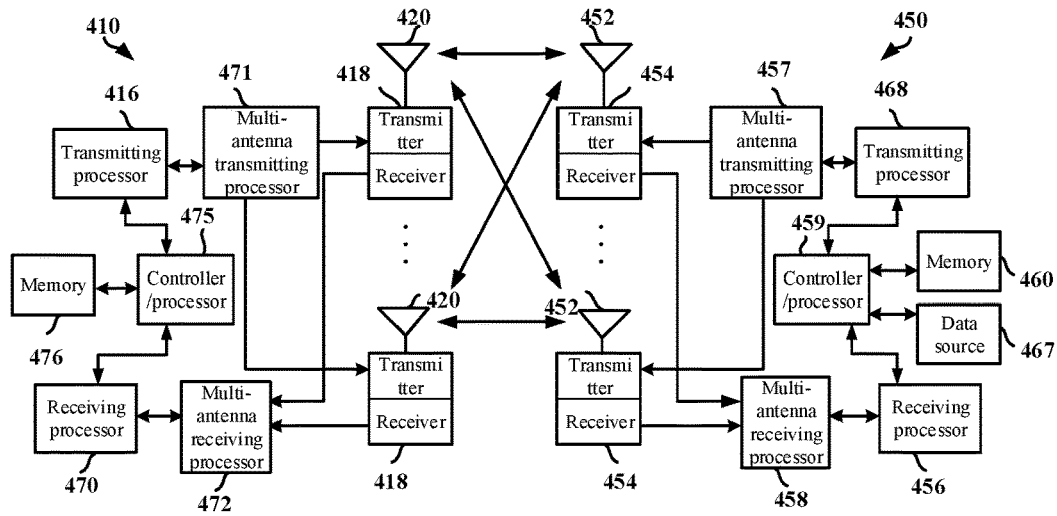 410
420
452
450
416
471
418
454
457
468
Transmitting
processor
Multi-
antenna
transmitting
processor
Transmi
tter
Receiver
Transmi
tter
Receiver
Multi-
antenna
transmitting
processor
Transmitting
processor
475
459
Memory
476
Controller
/processor
Controller
/processor
Memory
460
Data
source
467
420
452
Transmi
tter
Receiver
Transmi
tter
Receiver
Receiving
processor
470
Multi-
antenna
receiving
processor
472
418
454
Multi-
antenna
receiving
processor
458
Receiving
processor
456